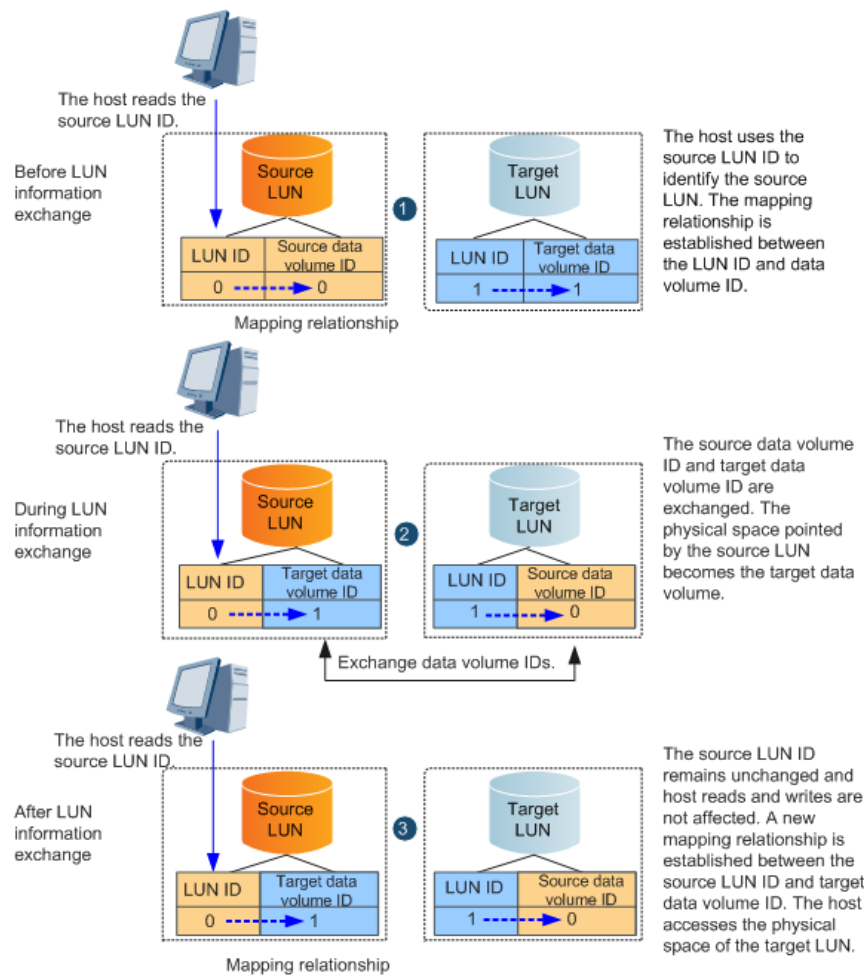 The host reads the
source LUN ID.
Before LUN
information
exchange
Source
LUN
LUN ID
Source data
volume ID
0
0
1
Target
LUN
LUN ID
Target data
volume ID
1
1
Mapping relationship
The host uses the
source LUN ID to
identify the source
LUN. The mapping
relationship is
established between
the LUN ID and data
volume ID.
The host reads the
source LUN ID.
During LUN
information
exchange
Source
LUN
LUN ID
Target data
volume ID
0
1
2
Target
LUN
LUN ID
Source data
volume ID
1
0
Exchange data volume IDs.
The source data volume
ID and target data
volume ID are
exchanged. The
physical space pointed
by the source LUN
becomes the target data
volume.
The host reads the
source LUN ID.
After LUN
information
exchange
Source
LUN
LUN ID
Target data
volume ID
0
1
3
Target
LUN
LUN ID
Source data
volume ID
1
0
Mapping relationship
The source LUN ID
remains unchanged and
host reads and writes are
not affected. A new
mapping relationship is
established between the
source LUN ID and target
data volume ID. The host
accesses the physical
space of the target LUN.